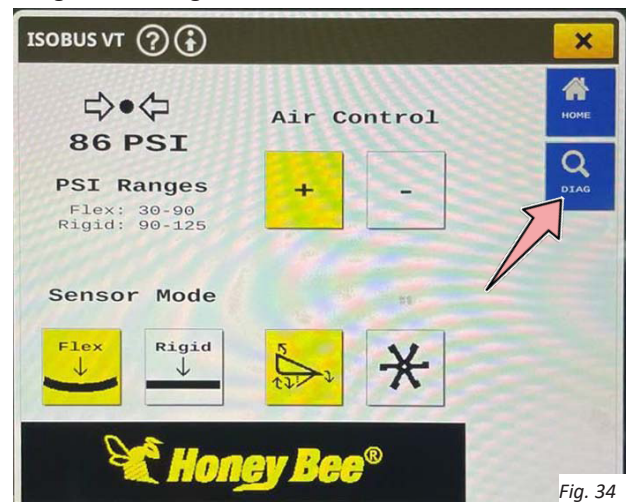 ISOBUS VT
HOME
86 PSI
Air Control
DIAG
PSI Ranges
+ -
Flex: 30-90
Rigid: 90-125
Sensor Mode
Flex Rigid
Honey Bee®
Fig. 34